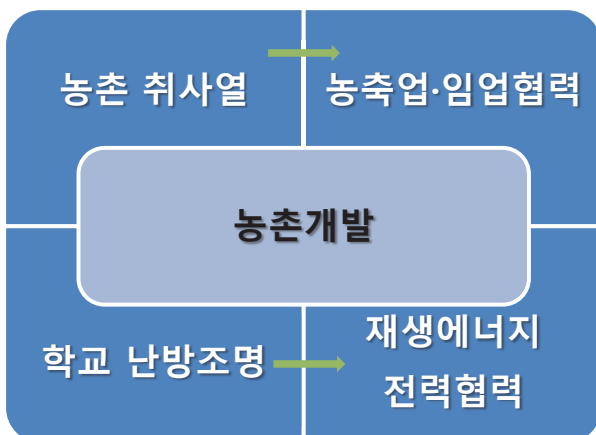 농촌 취사열
농축업·임업협력
농촌개발
학교 난방조명
재생에너지
전력협력